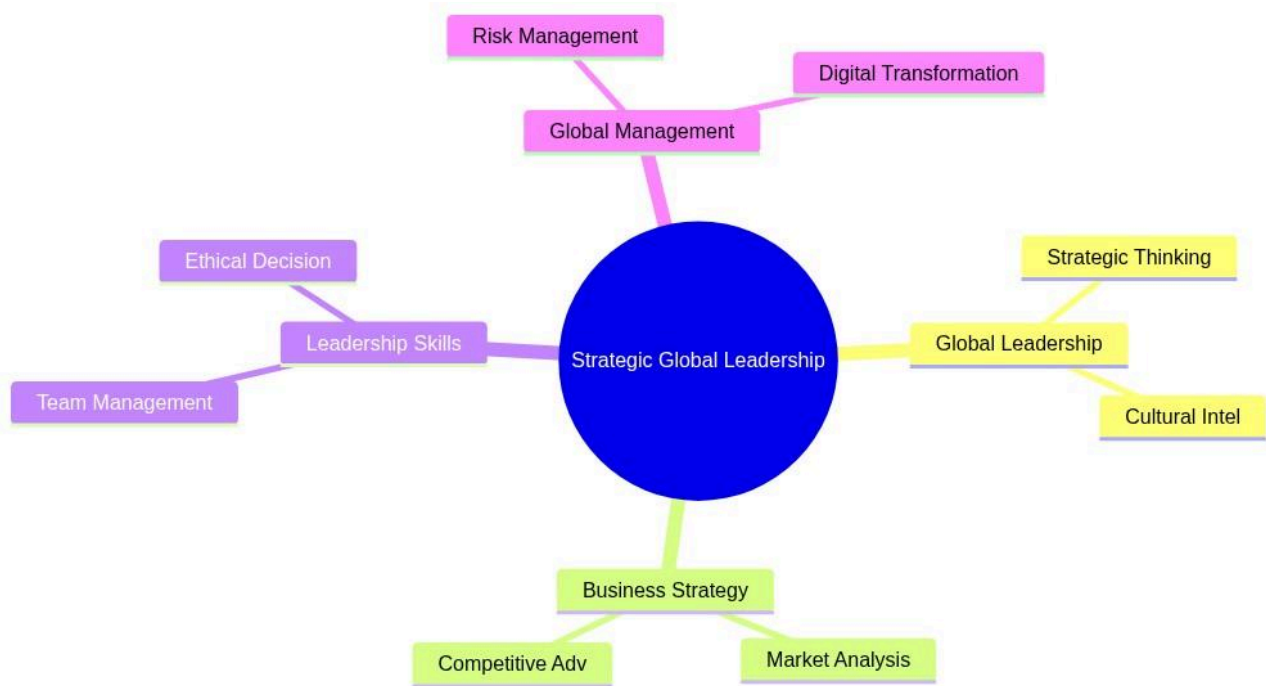 Risk Management
Digital Transformation
Global Management
Ethical Decision
Strategic Thinking
Leadership Skills
Strategic Global Leadership
Global Leadership
Team Management
Cultural Intel
Business Strategy
Competitive Adv
Market Analysis